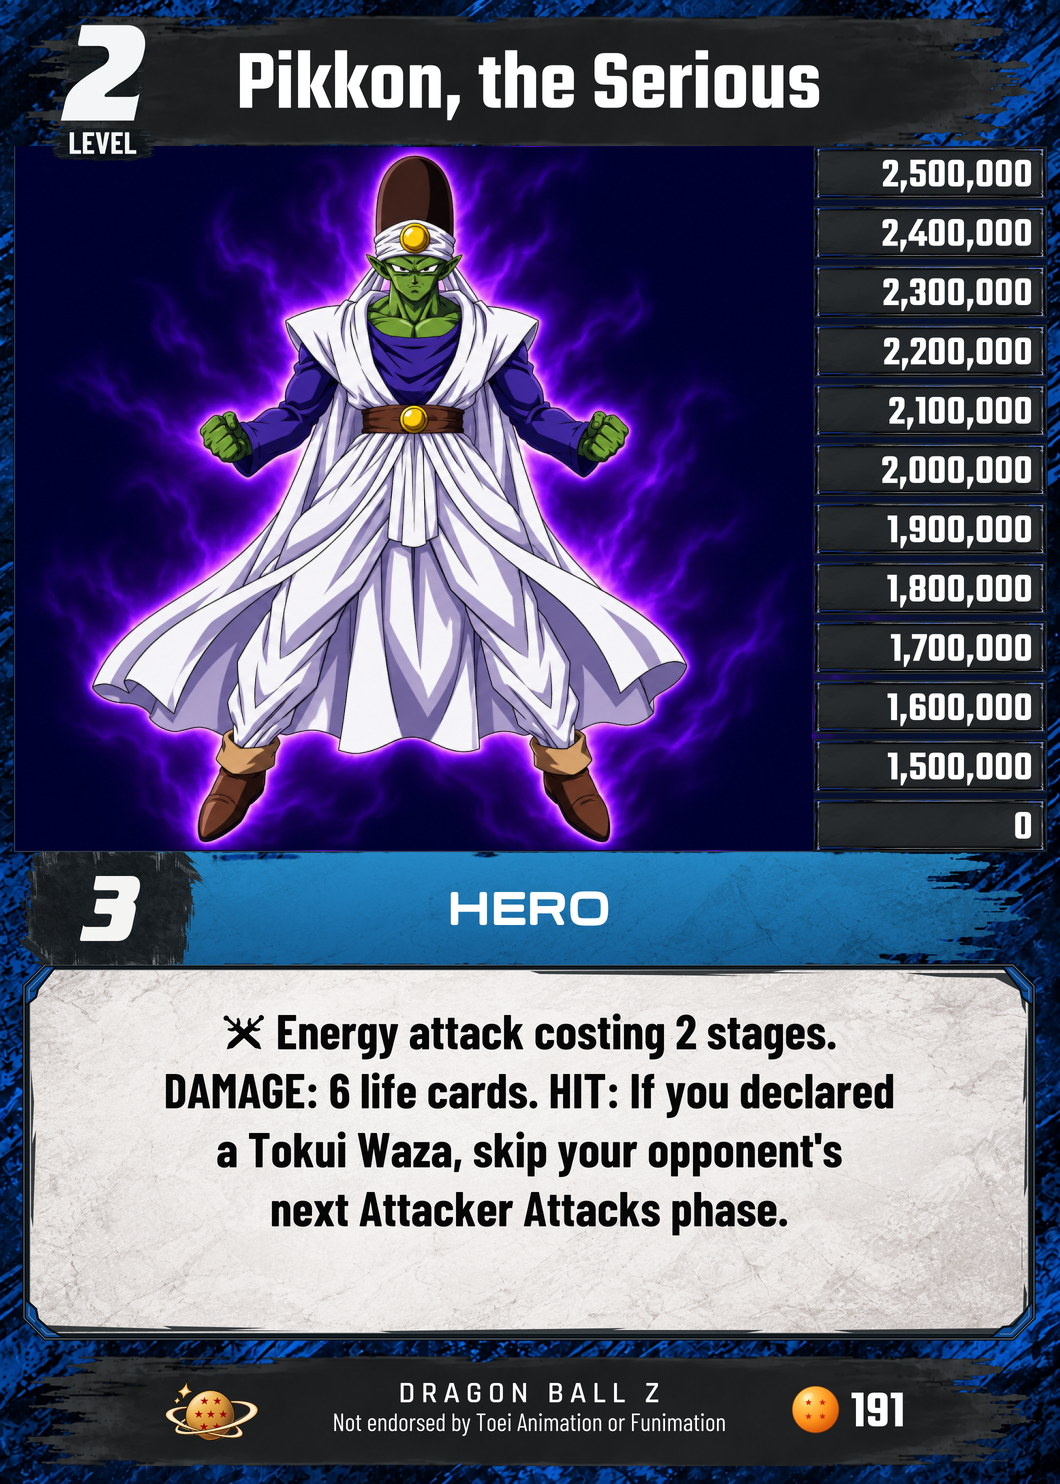 2
LEVEL
Pikkon, the Serious
2,500,000
2,400,000
2,300,000
2,200,000
2,100,000
2,000,000
1,900,000
1,800,000
1,700,000
1,600,000
1,500,000
0
3
HERO
Energy attack costing 2 stages.
DAMAGE: 6 life cards. HIT: If you declared
a Tokui Waza, skip your opponent's
next Attacker Attacks phase.
DRAGON BALL Z
Not endorsed by Toei Animation or Funimation
191